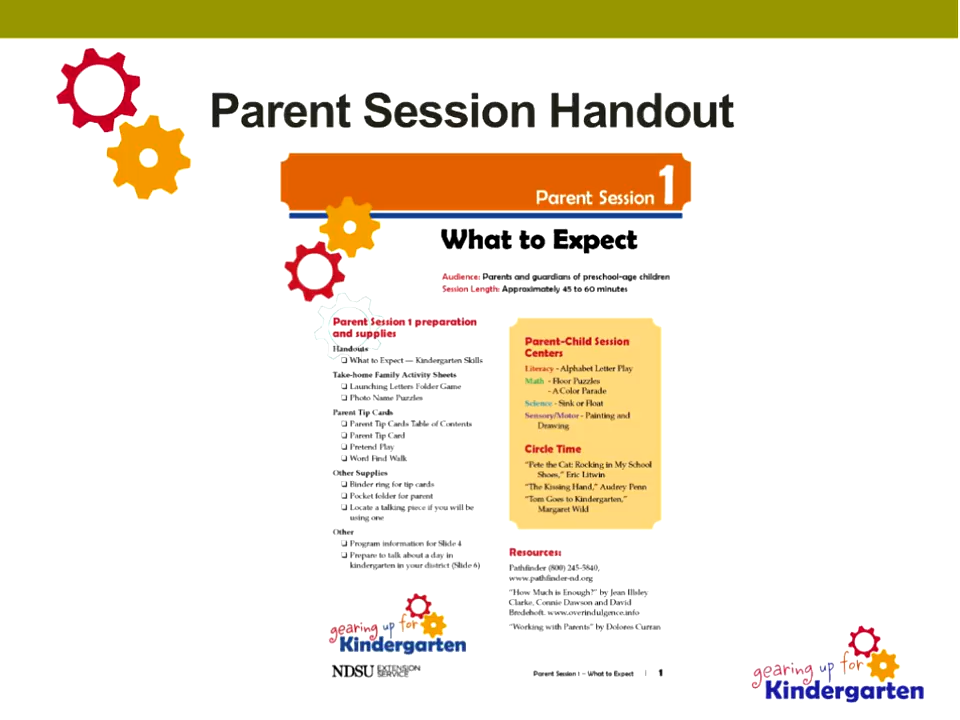 Parent Session Handout
Parent Session 1
What to Expect
Audience: Parents and guardians of preschool-age children
Session Length: Approximately 45 to 60 minutes
Parent Session 1 preparation
and supplies
Handouts
❏ What to Expect — Kindergarten Skills
Take-home Family Activity Sheets
❏ Launching Letters Folder Game
❏ Photo Name Puzzles
Parent Tip Cards
❏ Parent Tip Cards Table of Contents
❏ Parent Tip Card
❏ Pretend Play
❏ Word Find Walk
Other Supplies
❏ Binder ring for tip cards
❏ Pocket folder for parent
❏ Locate a talking piece if you will be
using one
Other
❏ Program information for Slide 4
❏ Prepare to talk about a day in
kindergarten in your district (Slide 6)
Parent-Child Session
Centers
Literacy - Alphabet Letter Play
Math - Floor Puzzles
- A Color Parade
Science - Sink or Float
Sensory/Motor - Painting and
Drawing
Circle Time
"Pete the Cat: Rocking in My School
Shoes," Eric Litwin
"The Kissing Hand," Audrey Penn
"Tom Goes to Kindergarten,"
Margaret Wild
Resources:
Pathfinder (800) 245-5840,
www.pathfinder-nd.org
"How Much is Enough?" by Jean Illsley
Clarke, Connie Dawson and David
Bredehoft. www.overindulgence.info
"Working with Parents" by Dolores Curran
gearing up for
Kindergarten
NDSU EXTENSION
SERVICE
Parent Session 1 – What to Expect | 1
gearing up for
Kindergarten